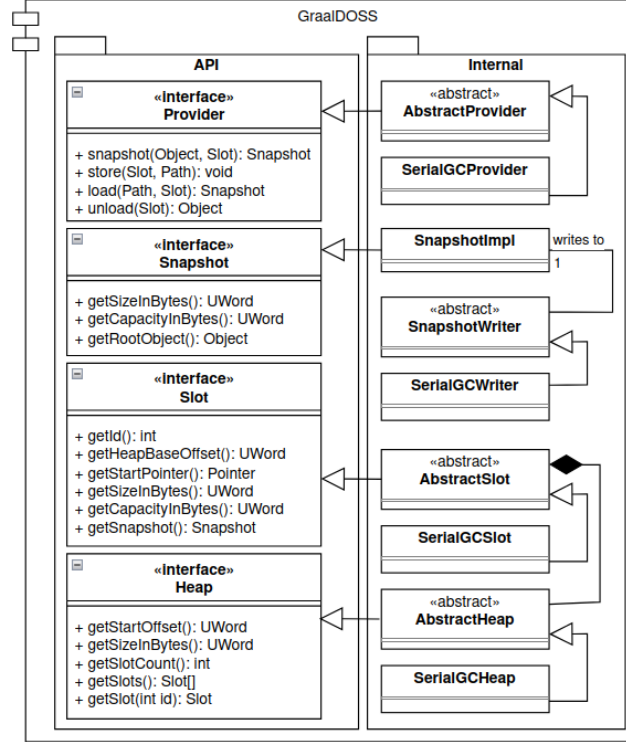 GraalDOSS
API
«interface»
Provider
+ snapshot(Object, Slot): Snapshot
+ store(Slot, Path): void
+ load(Path, Slot): Snapshot
+ unload(Slot): Object
«interface»
Snapshot
+ getSizeInBytes(): UWord
+ getCapacityInBytes(): UWord
+ getRootObject(): Object
«interface»
Slot
+ getId(): int
+ getHeapBaseOffset(): UWord
+ getStartPointer(): Pointer
+ getSizeInBytes(): UWord
+ getCapacityInBytes(): UWord
+ getSnapshot(): Snapshot
«interface»
Heap
+ getStartOffset(): UWord
+ getSizeInBytes(): UWord
+ getSlotCount(): int
+ getSlots(): Slot[]
+ getSlot(int id): Slot
Internal
«abstract»
AbstractProvider
SerialGCProvider
SnapshotImpl
writes to
1
«abstract»
SnapshotWriter
SerialGCWriter
«abstract»
AbstractSlot
SerialGCSlot
«abstract»
AbstractHeap
SerialGCHeap